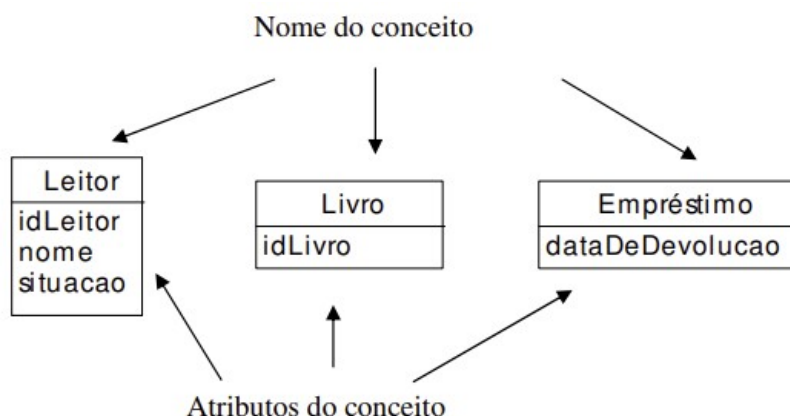 Nome do conceito
Leitor
idLeitor
nome
situacao
Livro
idLivro
Empréstimo
dataDeDevolucao
Atributos do conceito